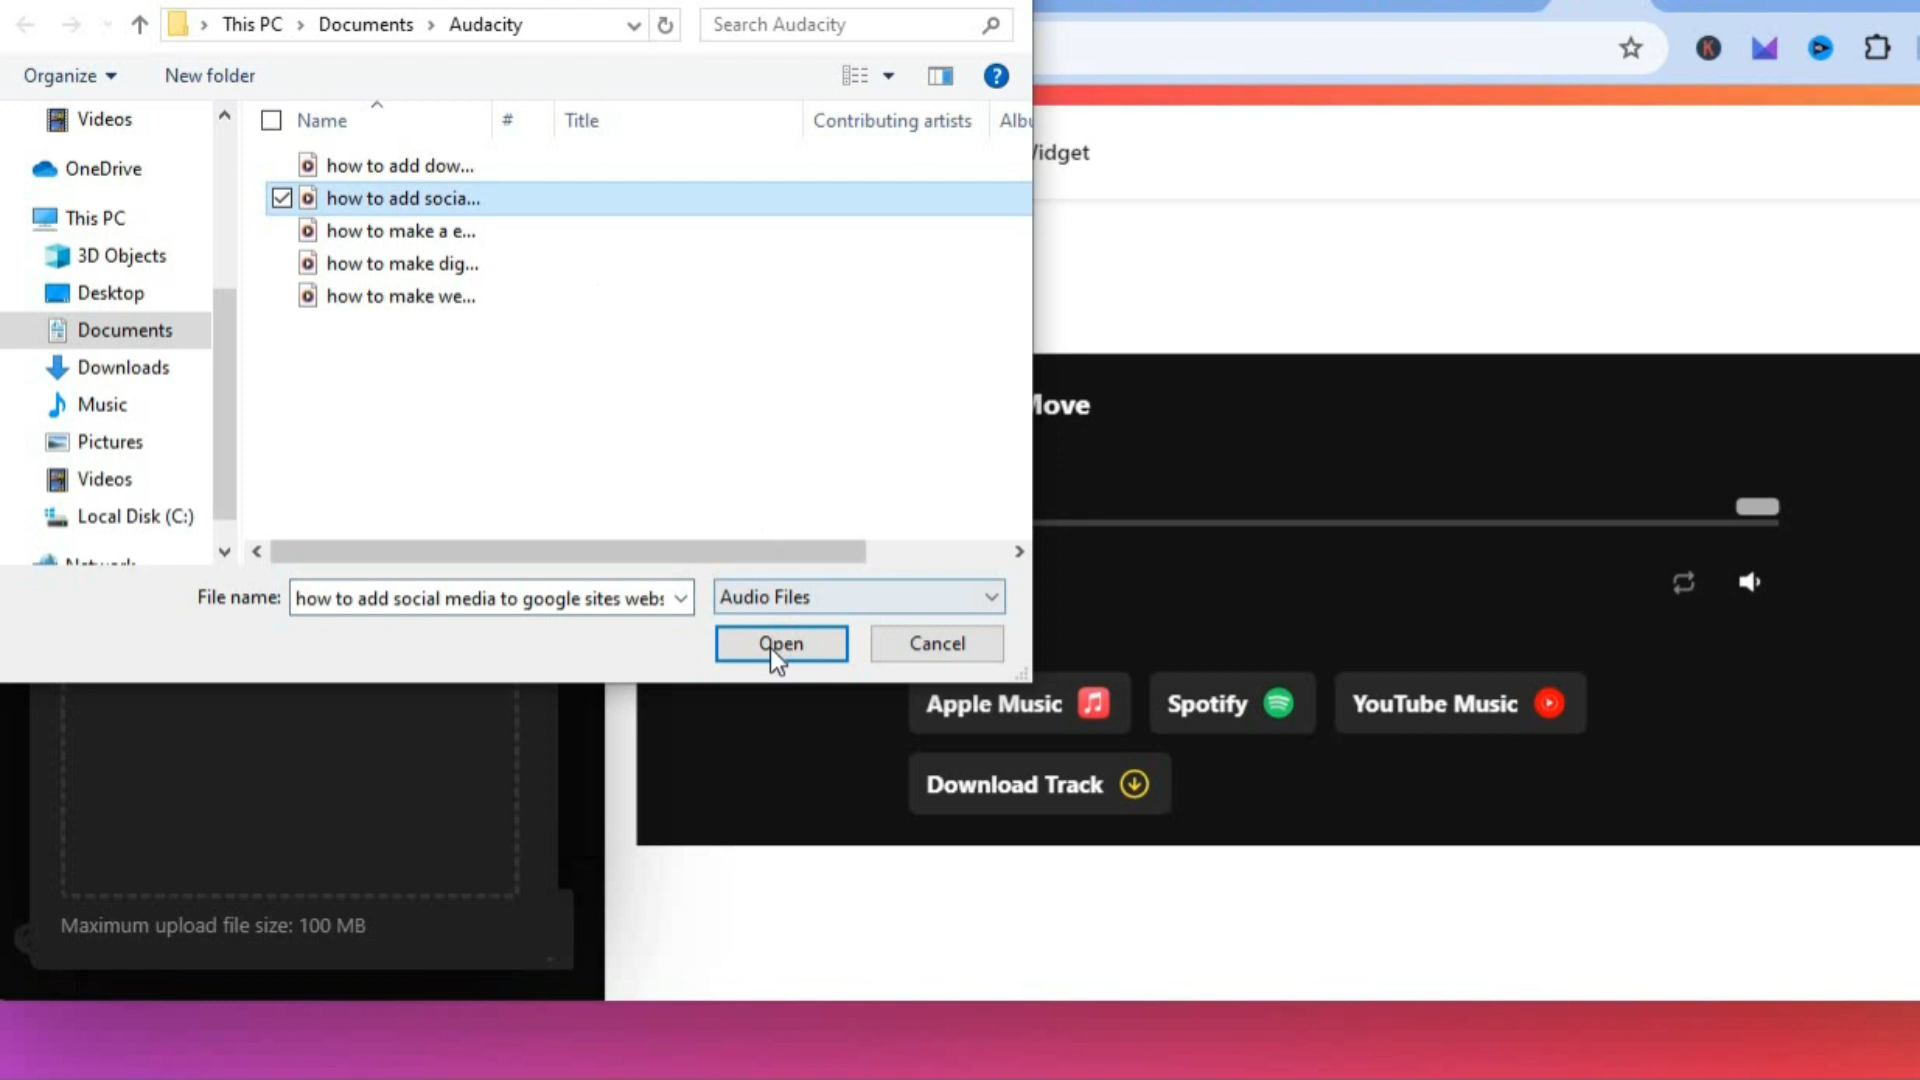 This PC > Documents > Audacity
Search Audacity
Organize
New folder
?
Name
#
Title
Contributing artists
Albu
Videos
OneDrive
This PC
3D Objects
Desktop
Documents
Downloads
Music
Pictures
Videos
Local Disk (C:)
how to add dow...
how to add socia...
how to make a e...
how to make dig...
how to make we...
File name:
how to add social media to google sites webs
Audio Files
Open
Cancel
K
Widget
Move
Apple Music
Spotify
YouTube Music
Download Track
Maximum upload file size: 100 MB